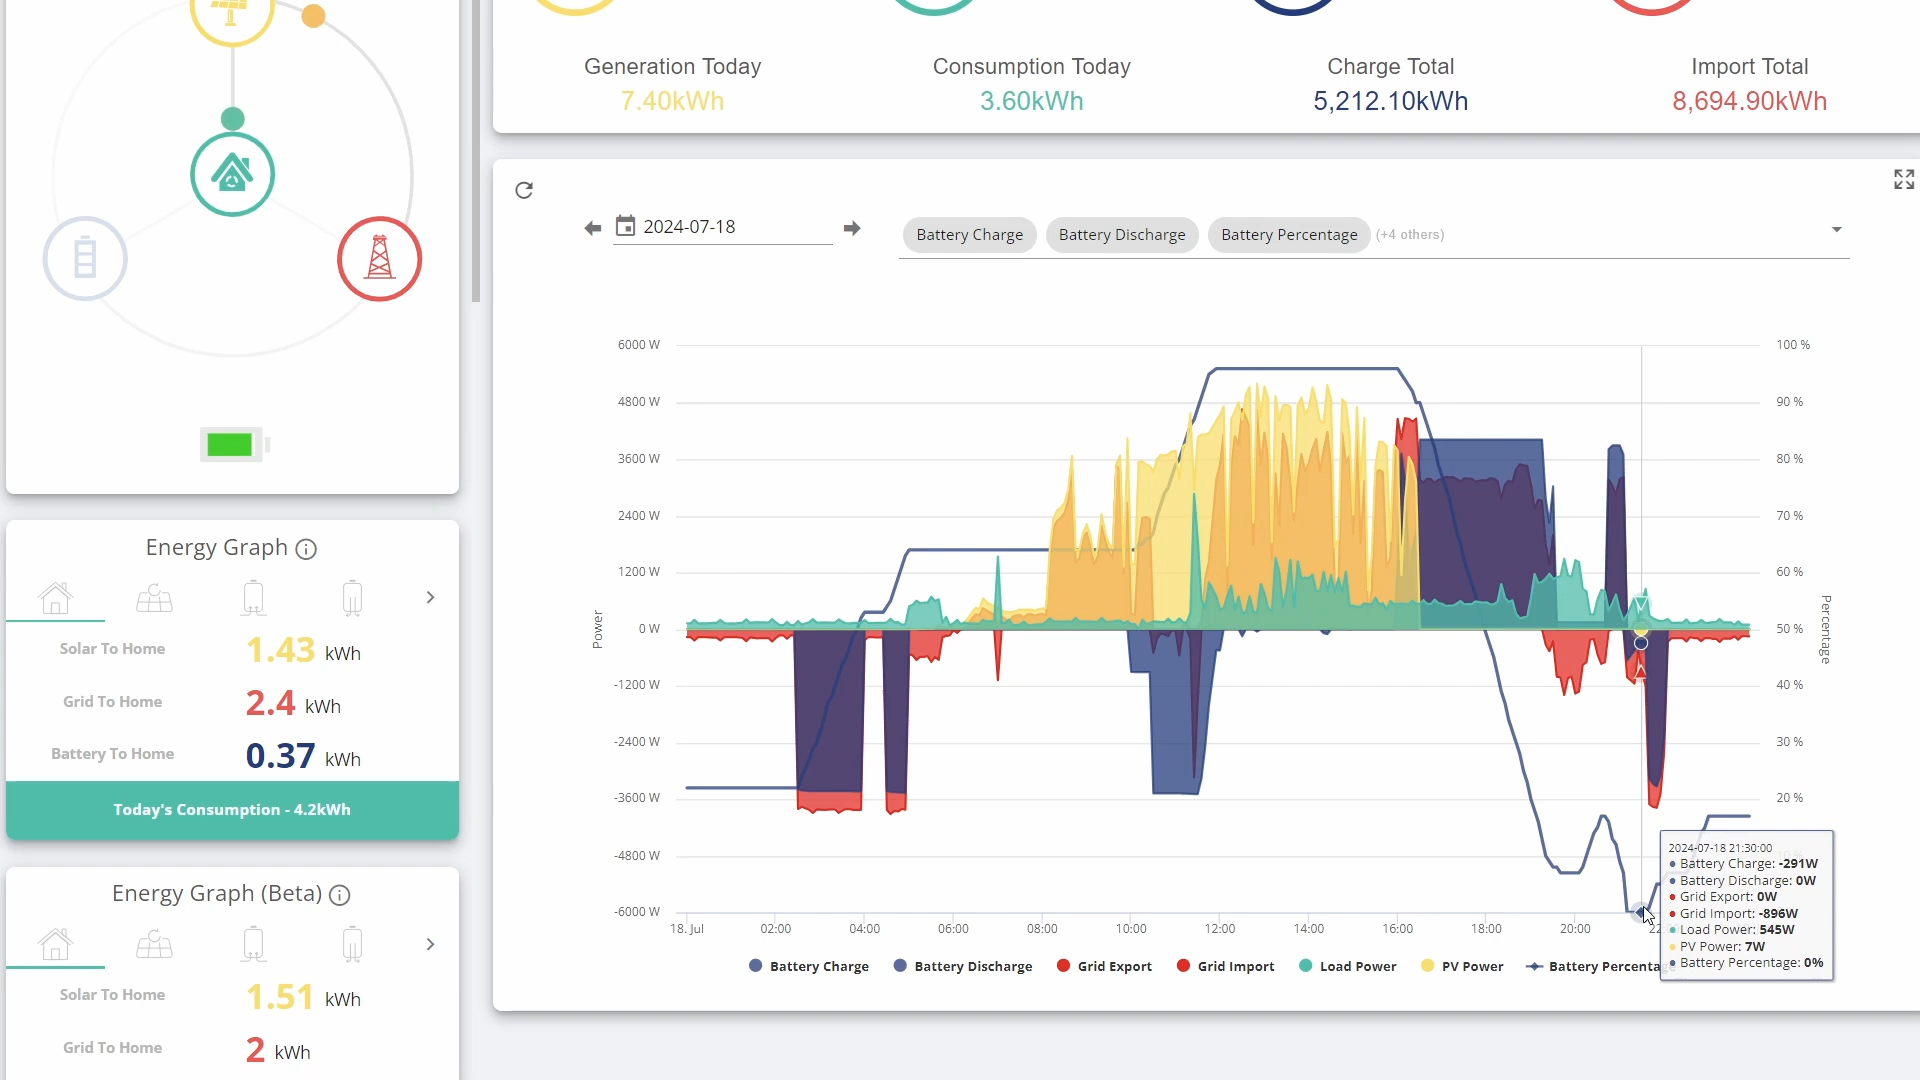 Generation Today
7.40kWh
Consumption Today
3.60kWh
Charge Total
5,212.10kWh
Import Total
8,694.90kWh
2024-07-18
Battery Charge
Battery Discharge
Battery Percentage
(+4 others)
6000 W
4800 W
3600 W
2400 W
1200 W
0 W
-1200 W
-2400 W
-3600 W
-4800 W
-6000 W
Power
100 %
90 %
80 %
70 %
60 %
50 %
40 %
30 %
20 %
Percentage
18. Jul
02:00
04:00
06:00
08:00
10:00
12:00
14:00
16:00
18:00
20:00
2024-07-18 21:30:00
Battery Charge: -291W
Battery Discharge: 0W
Grid Export: 0W
Grid Import: -896W
Load Power: 545W
PV Power: 7W
Battery Percentage: 0%
Battery Charge
Battery Discharge
Grid Export
Grid Import
Load Power
PV Power
Battery Percenta
Energy Graph
Solar To Home
1.43 kWh
Grid To Home
2.4 kWh
Battery To Home
0.37 kWh
Today's Consumption - 4.2kWh
Energy Graph (Beta)
Solar To Home
1.51 kWh
Grid To Home
2 kWh